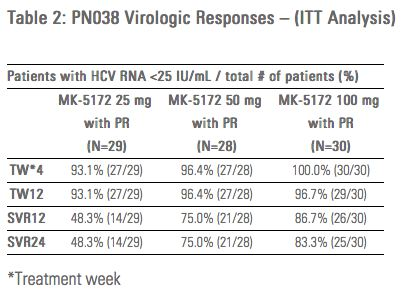 Table 2: PN038 Virologic Responses – (ITT Analysis)
Patients with HCV RNA <25 IU/mL / total # of patients (%)
MK-5172 25 mg MK-5172 50 mg MK-5172 100 mg
with PR with PR with PR
(N=29) (N=28) (N=30)
TW*4 93.1% (27/29) 96.4% (27/28) 100.0% (30/30)
TW12 93.1% (27/29) 96.4% (27/28) 96.7% (29/30)
SVR12 48.3% (14/29) 75.0% (21/28) 86.7% (26/30)
SVR24 48.3% (14/29) 75.0% (21/28) 83.3% (25/30)
*Treatment week